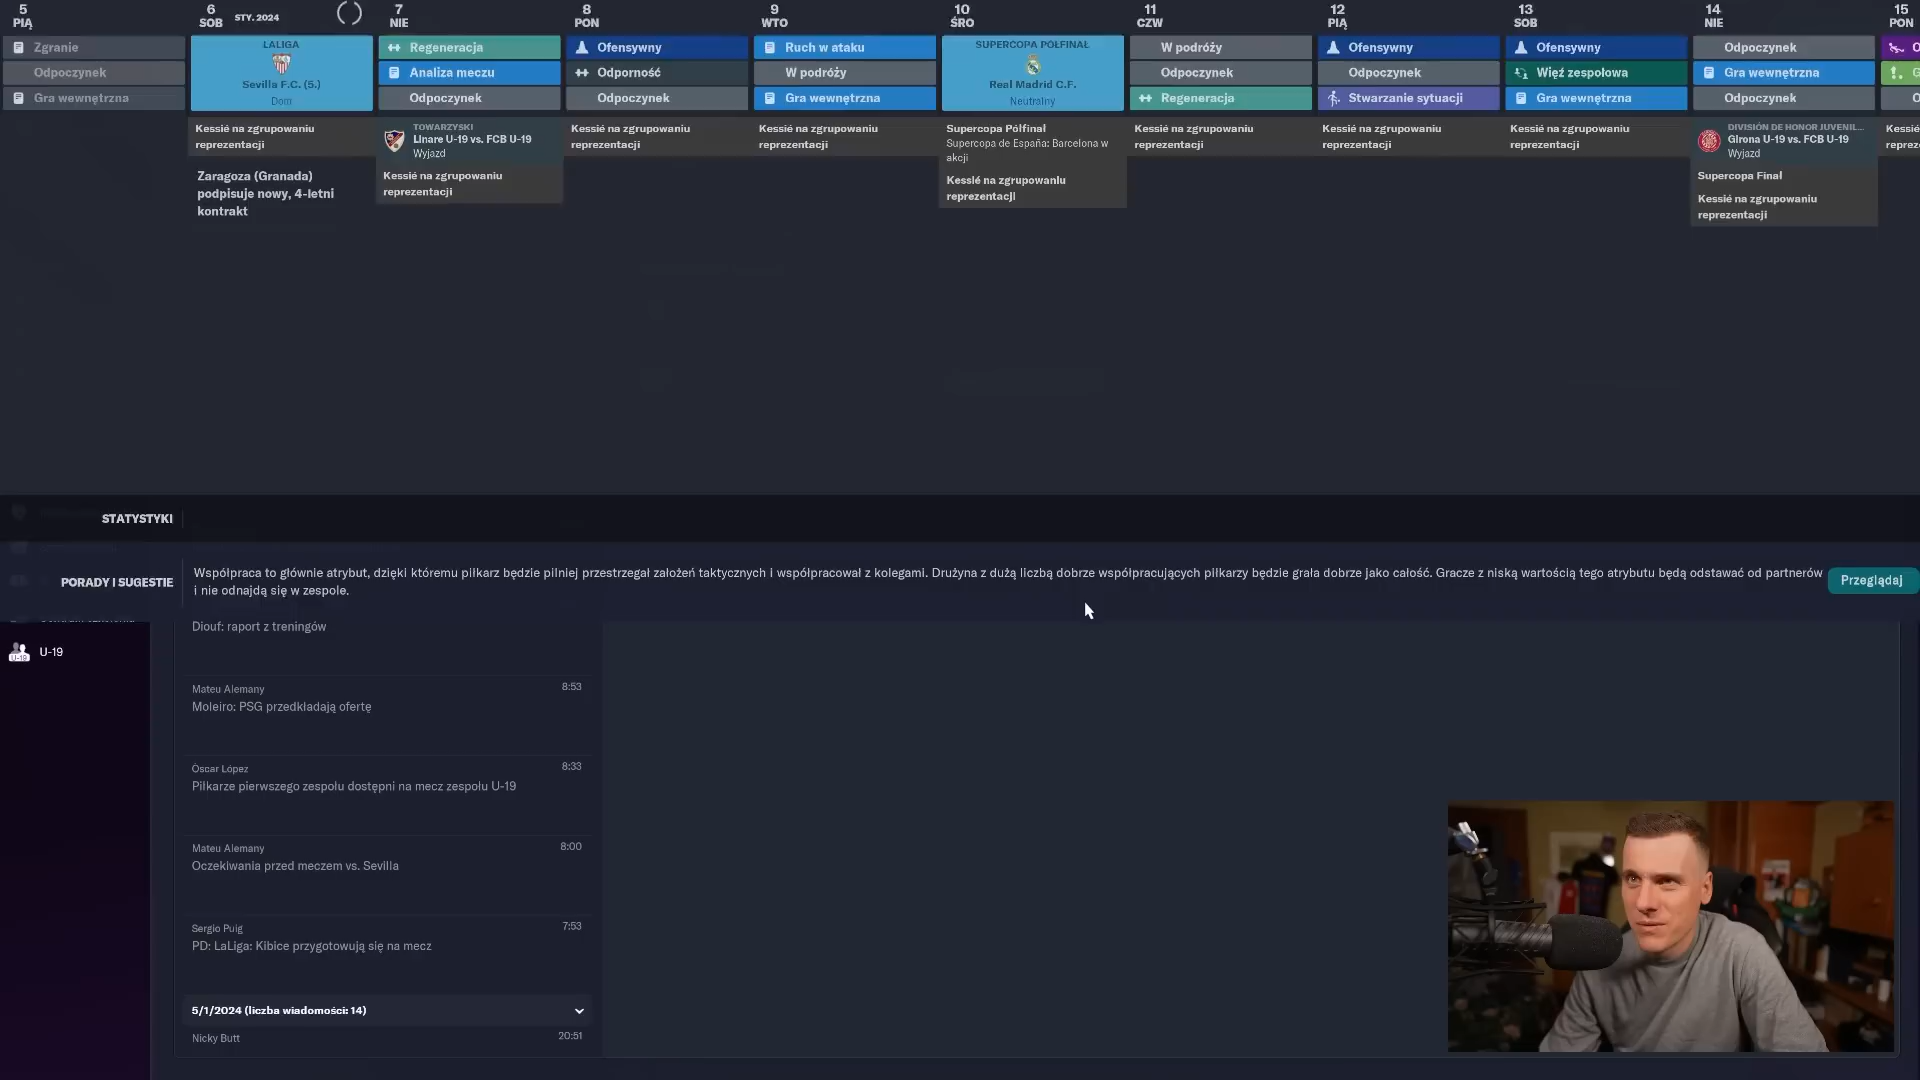 5
PIĄ
6
SOB
STY. 2024
7
NIE
8
PON
9
WTO
10
ŚRO
11
CZW
12
PIĄ
13
SOB
14
NIE
15
PON
Zgranie
Odpoczynek
Gra wewnętrzna
LALIGA
Sevilla F.C. (5.)
Dom
Regeneracja
Analiza meczu
Odpoczynek
Ofensywny
Odporność
Odpoczynek
Ruch w ataku
W podróży
Gra wewnętrzna
SUPERCOPA PÓŁFINAŁ
Real Madrid C.F.
Neutralny
W podróży
Odpoczynek
Regeneracja
Ofensywny
Odpoczynek
Stwarzanie sytuacji
Ofensywny
Więź zespołowa
Gra wewnętrzna
Odpoczynek
Gra wewnętrzna
Odpoczynek
Kessié na zgrupowaniu
reprezentacji
Zaragoza (Granada)
podpisuje nowy, 4-letni
kontrakt
TOWARZYSKI
Linare U-19 vs. FCB U-19
Wyjazd
Kessié na zgrupowaniu
reprezentacji
Kessié na zgrupowaniu
reprezentacji
Kessié na zgrupowaniu
reprezentacji
Supercopa Półfinał
Supercopa de España: Barcelona w
akcji
Kessié na zgrupowaniu
reprezentacji
Kessié na zgrupowaniu
reprezentacji
Kessié na zgrupowaniu
reprezentacji
Kessié na zgrupowaniu
reprezentacji
DIVISIÓN DE HONOR JUVENIL...
Girona U-19 vs. FCB U-19
Wyjazd
Supercopa Finał
Kessié na zgrupowaniu
reprezentacji
STATYSTYKI
PORADY I SUGESTIE
Współpraca to głównie atrybut, dzięki któremu piłkarz będzie pilniej przestrzegał założeń taktycznych i współpracował z kolegami. Drużyna z dużą liczbą dobrze współpracujących piłkarzy będzie grała dobrze jako całość. Gracze z niską wartością tego atrybutu będą odstawać od partnerów
i nie odnajdą się w zespole.
Przeglądaj
U-19
Diouf: raport z treningów
Mateu Alemany
8:53
Moleiro: PSG przedkładają ofertę
Óscar López
8:33
Piłkarze pierwszego zespołu dostępni na mecz zespołu U-19
Mateu Alemany
8:00
Oczekiwania przed meczem vs. Sevilla
Sergio Puig
7:53
PD: LaLiga: Kibice przygotowują się na mecz
5/1/2024 (liczba wiadomości: 14)
Nicky Butt
20:51